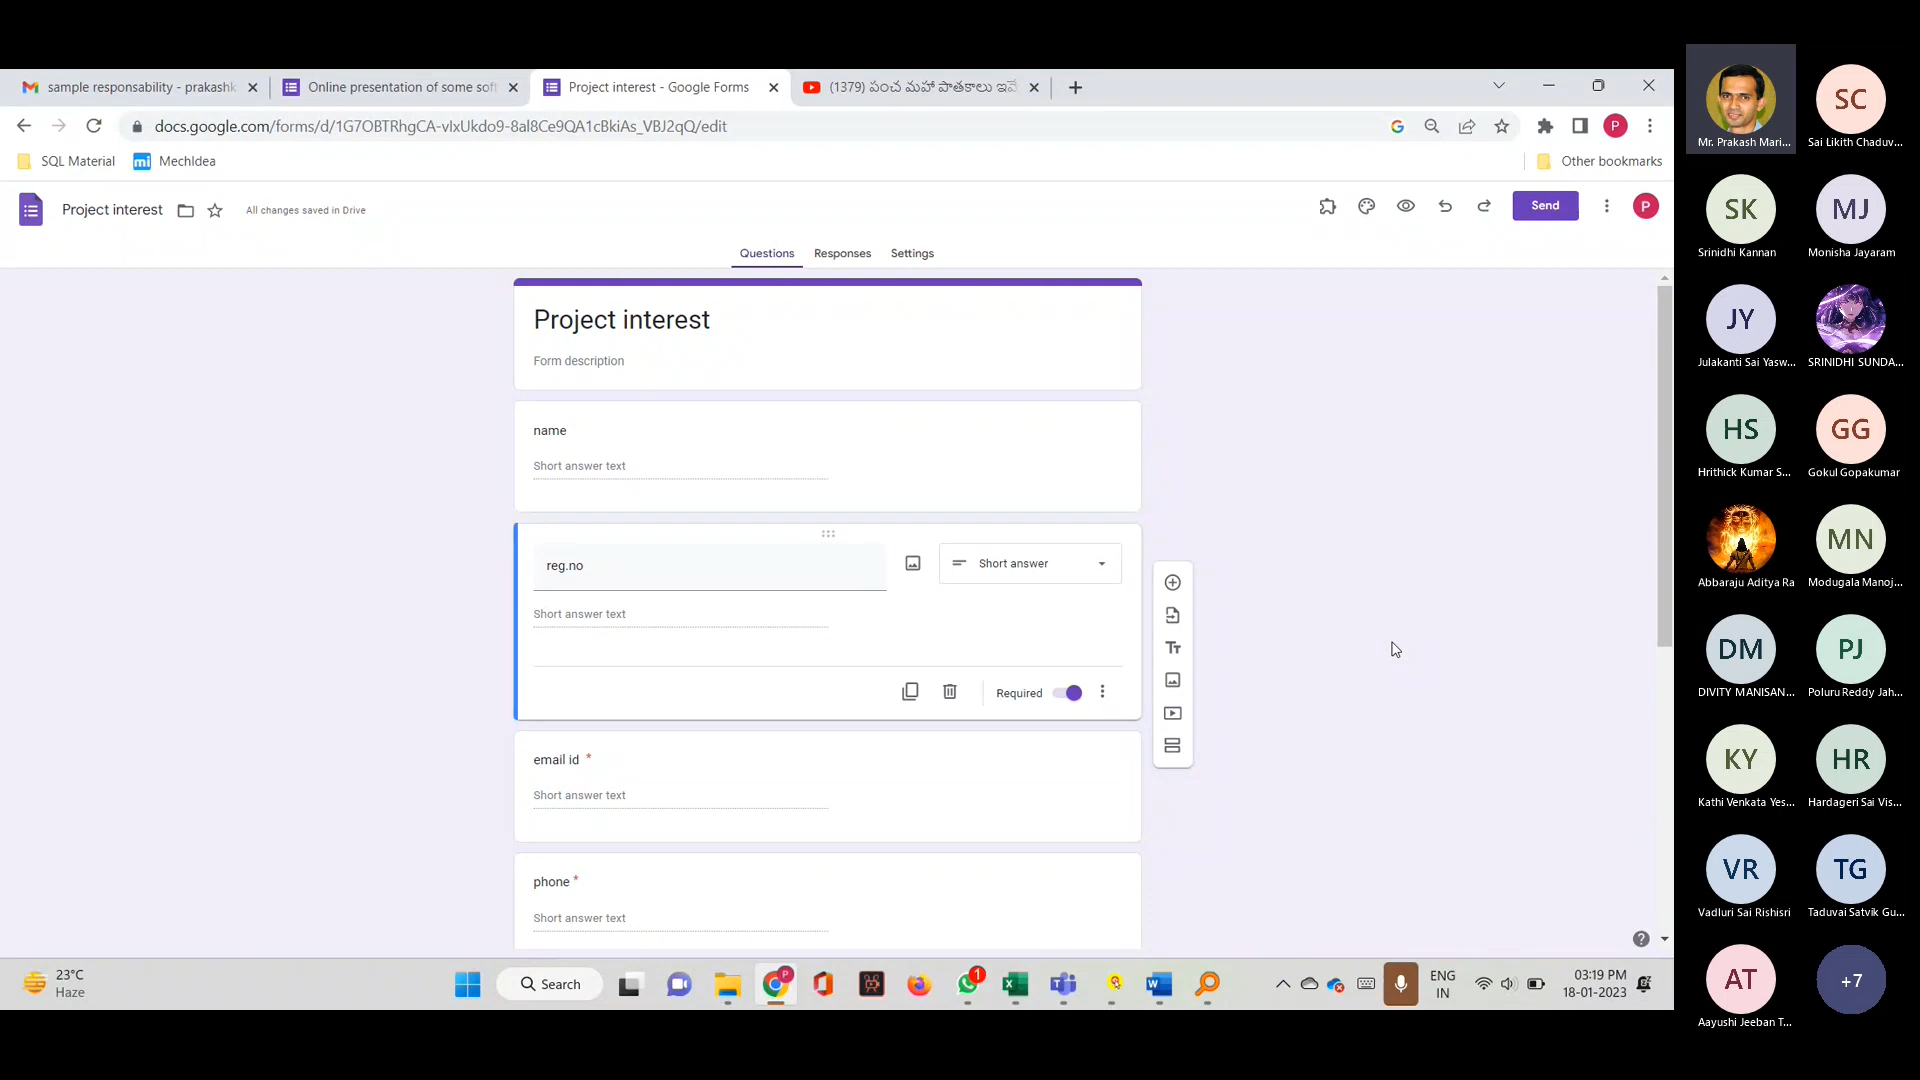 sample responsability - prakashk
Online presentation of some soft
Project interest - Google Forms
(1379) పంచ మహా పాతకాలు ఇవే
docs.google.com/forms/d/1G7OBTRhgCA-vIxUkdo9-8al8Ce9QA1cBkiAs_VBJ2qQ/edit
P
SQL Material
mi MechIdea
Other bookmarks
Project interest
All changes saved in Drive
Send
P
Questions
Responses
Settings
Project interest
Form description
name
Short answer text
reg.no
Short answer
Short answer text
Required
email id *
Short answer text
phone *
Short answer text
23°C
Haze
Search
P
1
ENG
IN
03:19 PM
18-01-2023
Mr. Prakash Mari...
SC
Sai Likith Chaduv...
SK
Srinidhi Kannan
MJ
Monisha Jayaram
JY
Julakanti Sai Yasw...
SRINIDHI SUNDA...
HS
Hrithick Kumar S...
GG
Gokul Gopakumar
Abbaraju Aditya Ra
MN
Modugala Manoj...
DM
DIVITY MANISAN...
PJ
Poluru Reddy Jah...
KY
Kathi Venkata Yes...
HR
Hardageri Sai Vis...
VR
Vadluri Sai Rishisri
TG
Taduvai Satvik Gu...
AT
Aayushi Jeeban T...
+7